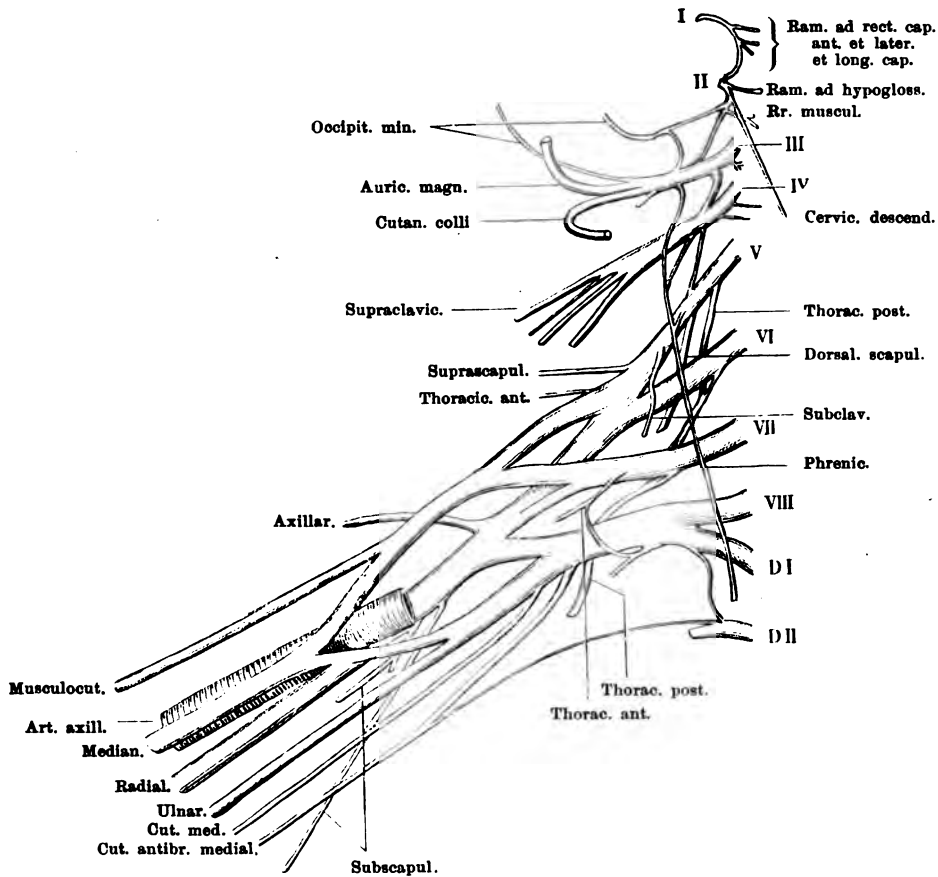 I
Ram. ad rect. cap.
ant. et later.
et long. cap.
II
Ram. ad hypogloss.
Rr. muscul.
Occipit. min.
III
Auric. magn.
IV
Cutan. colli
Cervic. descend.
V
Supraclavic.
Thorac. post.
VI
Suprascapul.
Dorsal. scapul.
Thoracic. ant.
Subclav.
VII
Phrenic.
VIII
Axillar.
D I
D II
Musculocut.
Thorac. post.
Art. axill.
Thorac. ant.
Median.
Radial.
Ulnar.
Cut. med.
Cut. antibr. medial.
Subscapul.